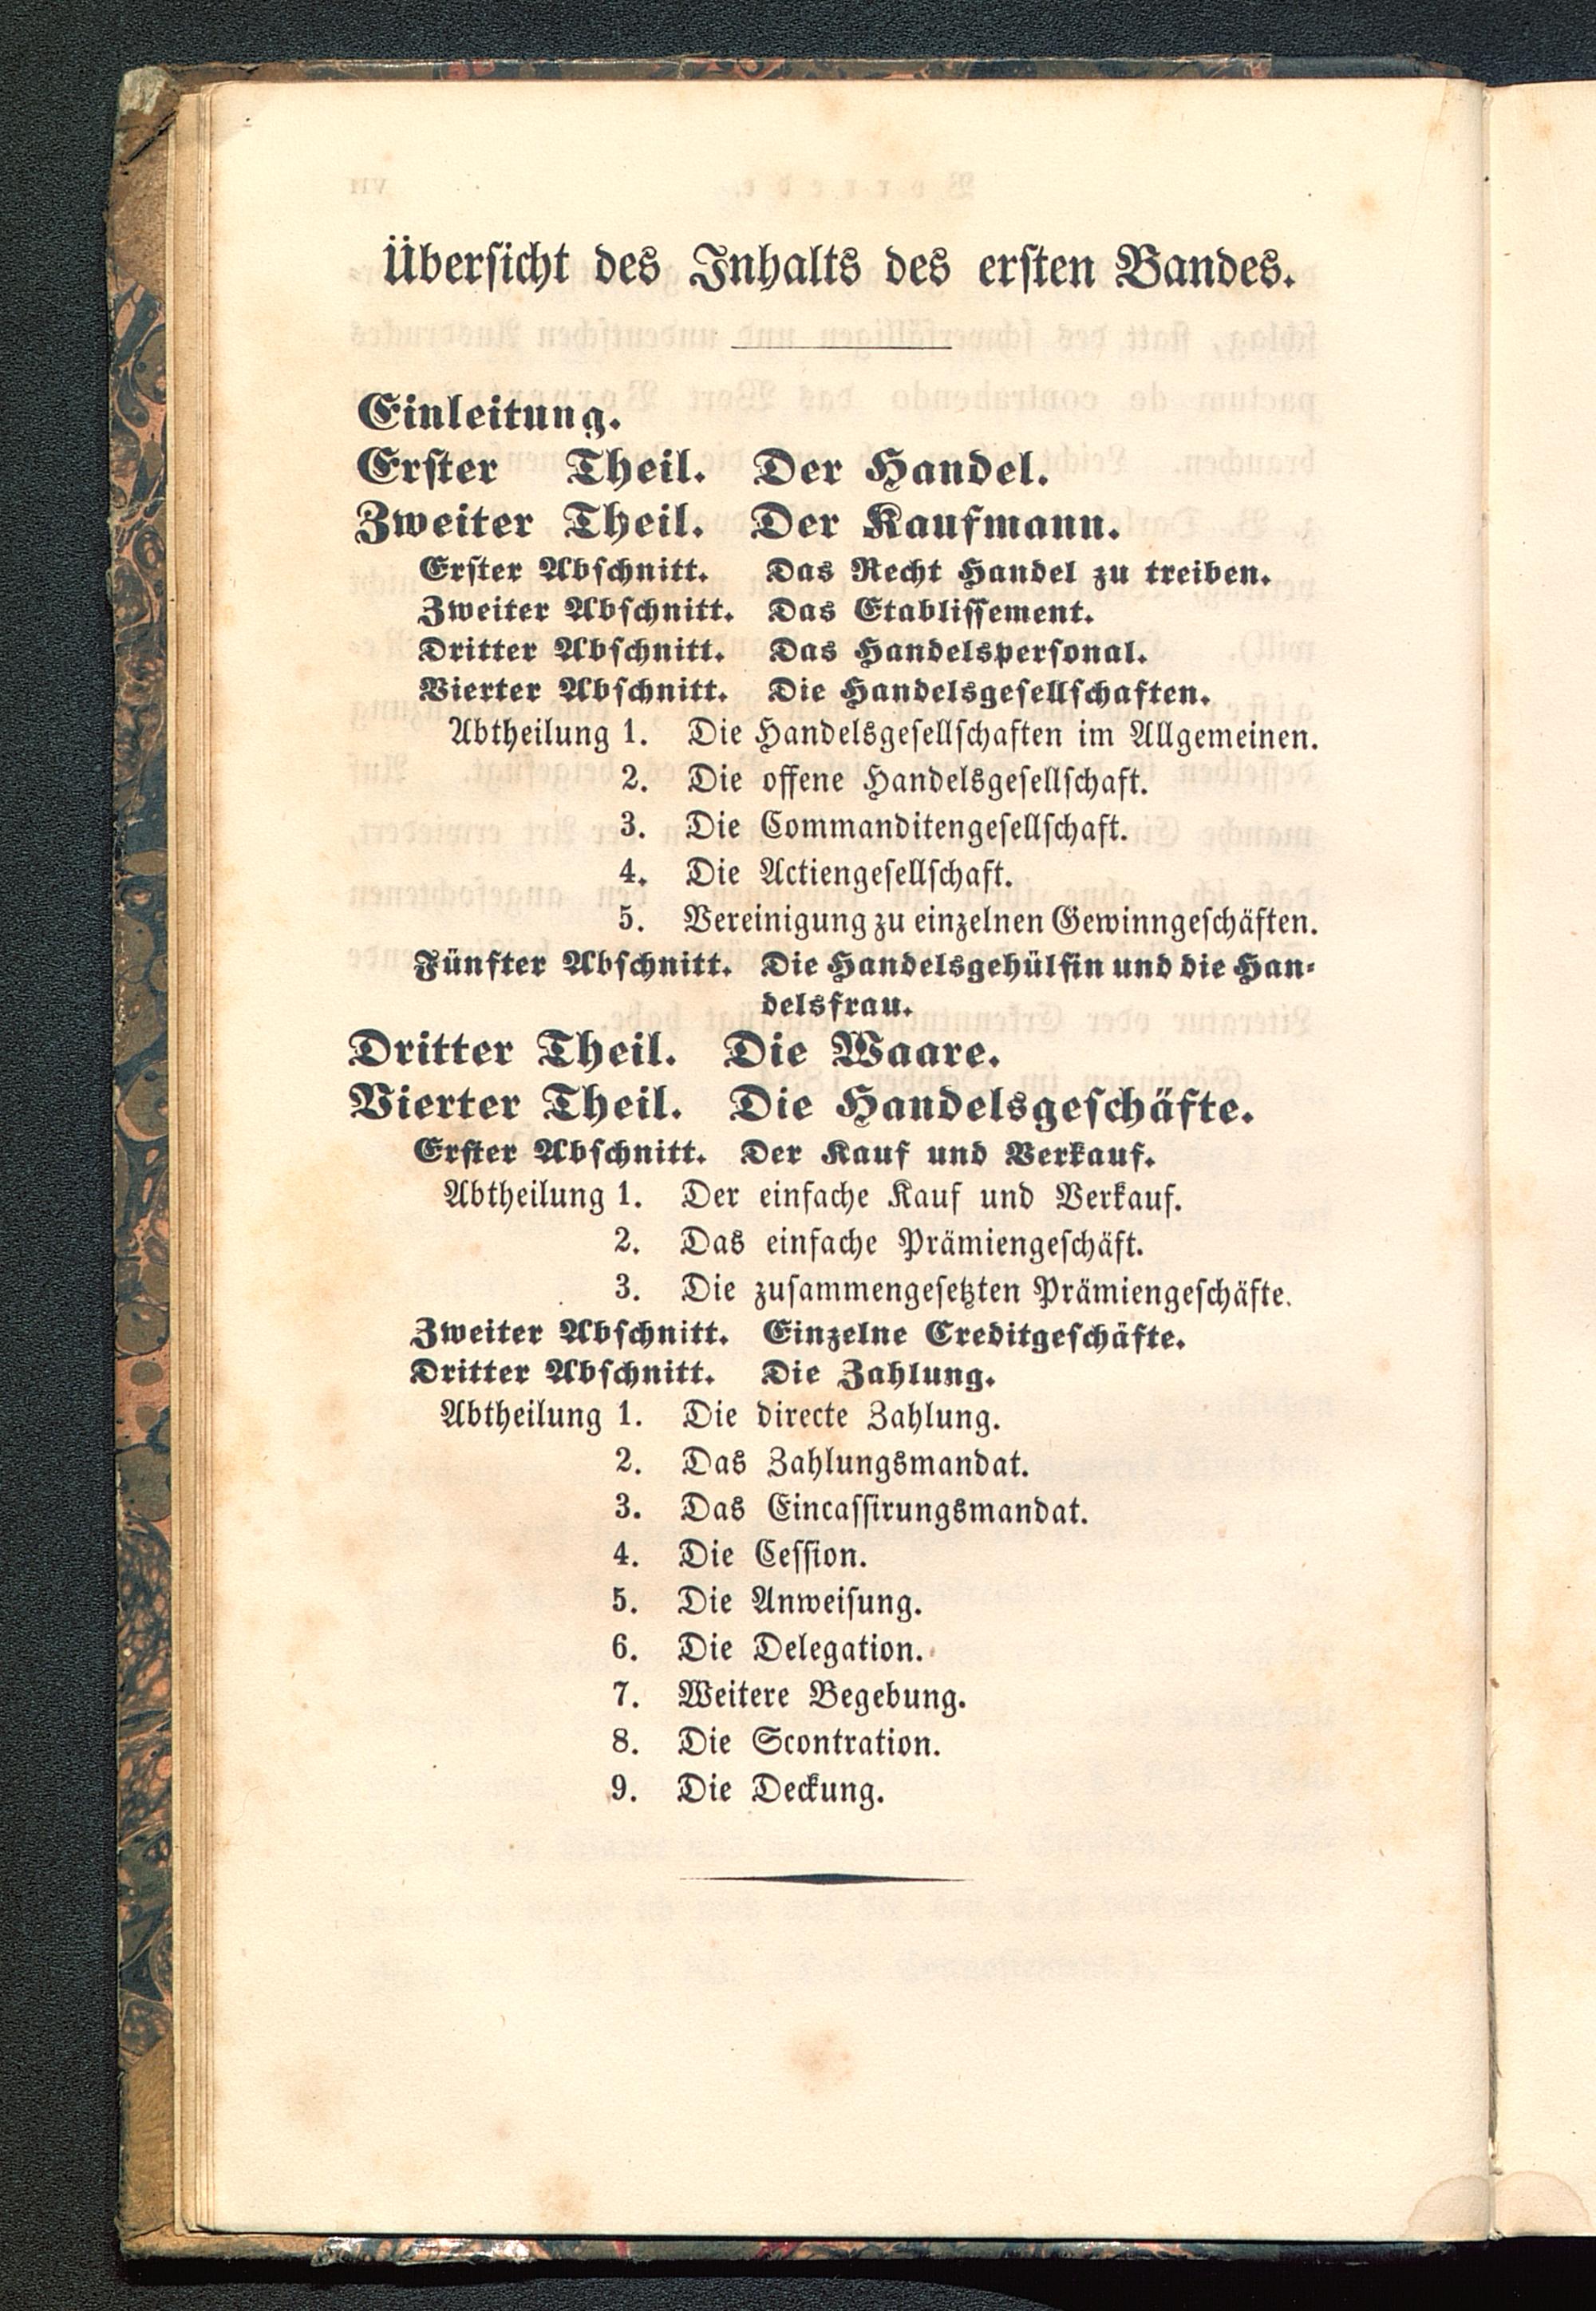 Übersicht des Inhalts des ersten Bandes.
Einleitung.
Erster Theil. Der Handel.
Zweiter Theil. Der Kaufmann.
Erster Abschnitt. Das Recht Handel zu treiben.
Zweiter Abschnitt. Das Etablissement.
Dritter Abschnitt. Das Handelspersonal.
Vierter Abschnitt. Die Handelsgesellschaften.
Abtheilung 1. Die Handelsgesellschaften im Allgemeinen.
2. Die offene Handelsgesellschaft.
3. Die Commanditengesellschaft.
4. Die Actiengesellschaft.
5. Vereinigung zu einzelnen Gewinngeschäften.
Fünfter Abschnitt. Die Handelsgehülfin und die Han-
delsfrau.
Dritter Theil. Die Waare.
Vierter Theil. Die Handelsgeschäfte.
Erster Abschnitt. Der Kauf und Verkauf.
Abtheilung 1. Der einfache Kauf und Verkauf.
2. Das einfache Prämiengeschäft.
3. Die zusammengesetzten Prämiengeschäfte.
Zweiter Abschnitt. Einzelne Creditgeschäfte.
Dritter Abschnitt. Die Zahlung.
Abtheilung 1. Die directe Zahlung.
2. Das Zahlungsmandat.
3. Das Eincassirungsmandat.
4. Die Cession.
5. Die Anweisung.
6. Die Delegation.
7. Weitere Begebung.
8. Die Scontration.
9. Die Deckung.